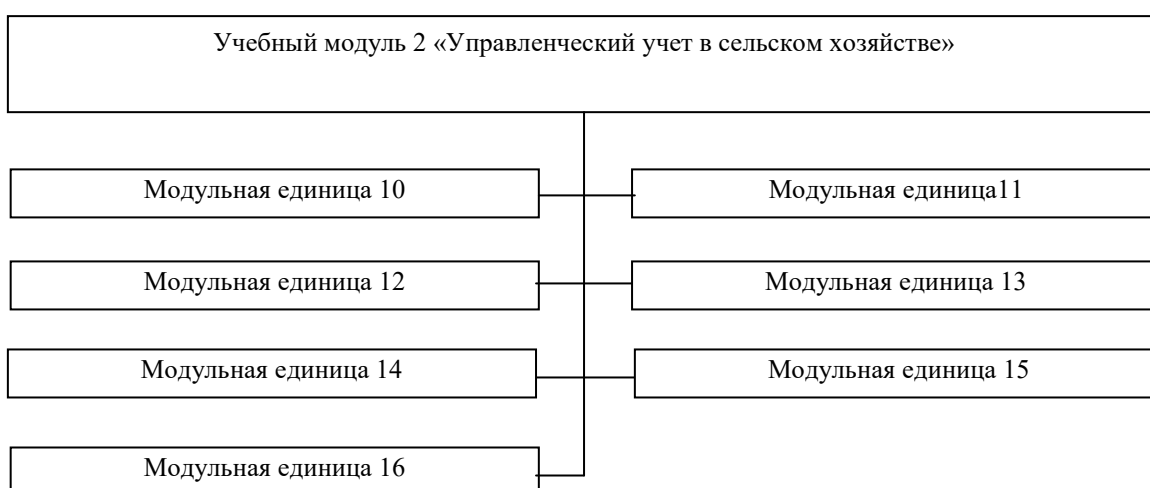 Учебный модуль 2 «Управленческий учет в сельском хозяйстве»
Модульная единица 10
Модульная единица11
Модульная единица 12
Модульная единица 13
Модульная единица 14
Модульная единица 15
Модульная единица 16